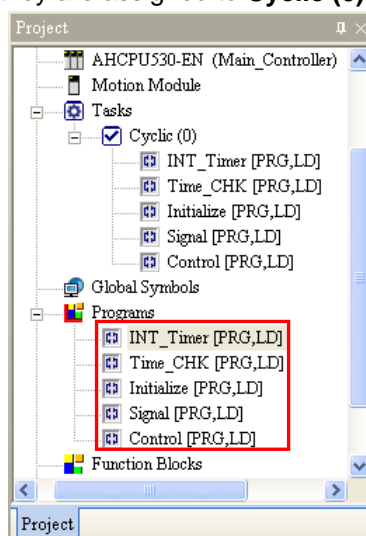 they are assigned to Cyclic (0)
Project
AHCPU530-EN (Main_Controller)
Motion Module
Tasks
Cyclic (0)
INT_Timer [PRG,LD]
Time_CHK [PRG,LD]
Initialize [PRG,LD]
Signal [PRG,LD]
Control [PRG,LD]
Global Symbols
Programs
INT_Timer [PRG,LD]
Time_CHK [PRG,LD]
Initialize [PRG,LD]
Signal [PRG,LD]
Control [PRG,LD]
Function Blocks
Project